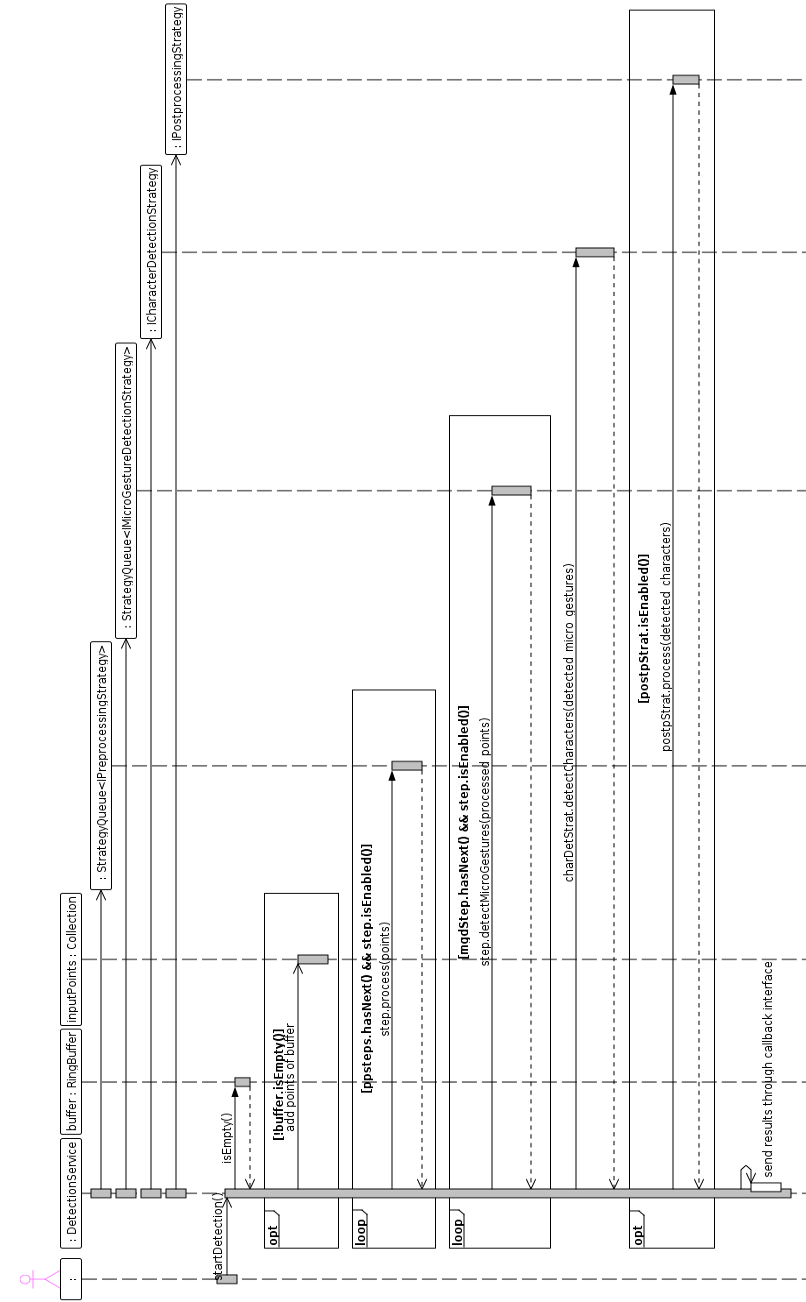 :
: DetectionService
buffer : RingBuffer
inputPoints : Collection
: StrategyQueue<IPreprocessingStrategy>
: StrategyQueue<IMicroGestureDetectionStrategy>
: ICharacterDetectionStrategy
: IPostprocessingStrategy
startDetection()
isEmpty()
opt
[!buffer.isEmpty()]
add points of buffer
loop
[ppsteps.hasNext() && step.isEnabled()]
step.process(points)
loop
[mgdStep.hasNext() && step.isEnabled()]
step.detectMicroGestures(processed points)
charDetStrat.detectCharacters(detected micro gestures)
opt
[postpStrat.isEnabled()]
postpStrat.process(detected characters)
send results through callback interface